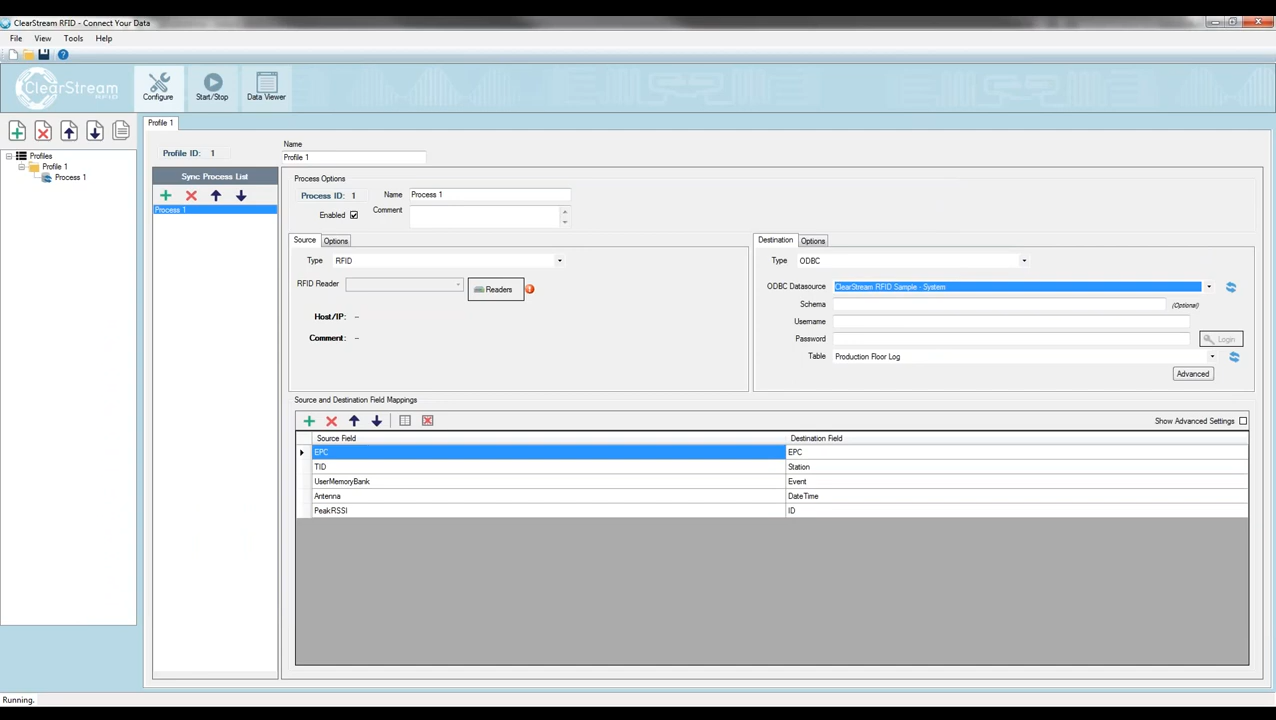 ClearStream RFID - Connect Your Data
File View Tools Help
ClearStream
RFID
Configure Start/Stop Data Viewer
Profile 1
Profiles
Profile 1
Process 1
Profile ID: 1
Name
Profile 1
Sync Process List
Process 1
Process Options
Process ID: 1 Name Process 1
Enabled Comment
Source Options
Type RFID
RFID Reader Readers
Host/IP: --
Comment: --
Destination Options
Type ODBC
ODBC Datasource ClearStream RFID Sample - System
Schema (Optional)
Username
Password Login
Table Production Floor Log
Advanced
Source and Destination Field Mappings
Show Advanced Settings
Source Field Destination Field
EPC EPC
TID Station
UserMemoryBank Event
Antenna DateTime
PeakRSSI ID
Running.